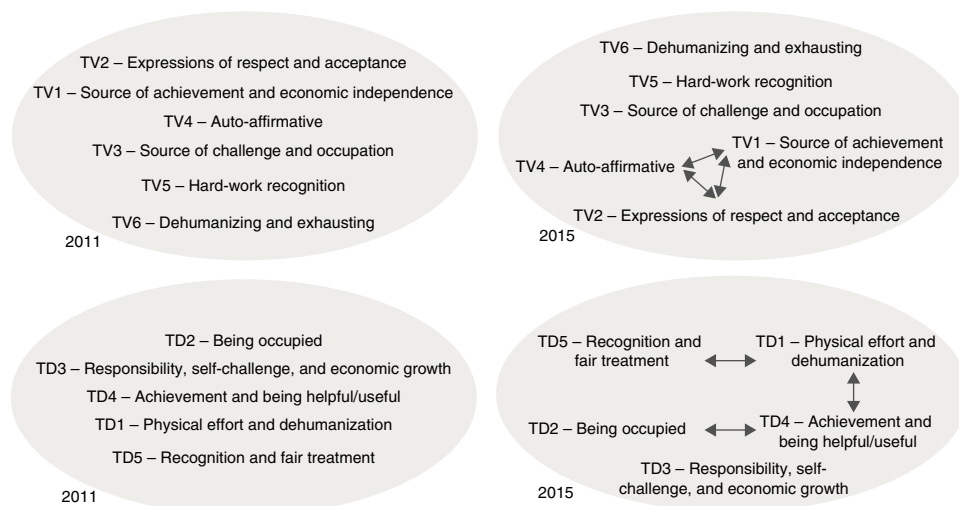 TV2 – Expressions of respect and acceptance
TV1 – Source of achievement and economic independence
TV4 – Auto-affirmative
TV3 – Source of challenge and occupation
TV5 – Hard-work recognition
TV6 – Dehumanizing and exhausting
2011
TV6 – Dehumanizing and exhausting
TV5 – Hard-work recognition
TV3 – Source of challenge and occupation
TV1 – Source of achievement
and economic independence
TV4 – Auto-affirmative
TV2 – Expressions of respect and acceptance
2015
TD2 – Being occupied
TD3 – Responsibility, self-challenge, and economic growth
TD4 – Achievement and being helpful/useful
TD1 – Physical effort and dehumanization
TD5 – Recognition and fair treatment
2011
TD5 – Recognition and
fair treatment
TD1 – Physical effort and
dehumanization
TD2 – Being occupied
TD4 – Achievement and
being helpful/useful
TD3 – Responsibility, self-
challenge, and economic growth
2015